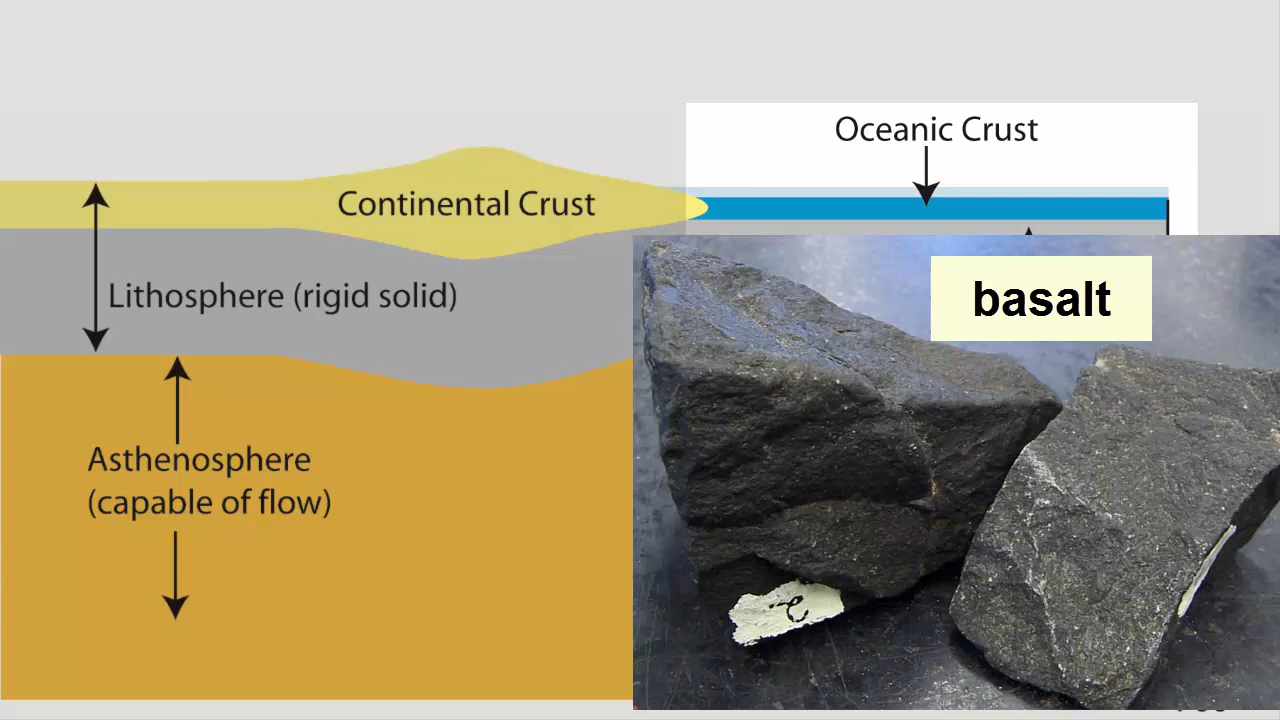 Oceanic Crust
Continental Crust
Lithosphere (rigid solid)
basalt
Asthenosphere
(capable of flow)